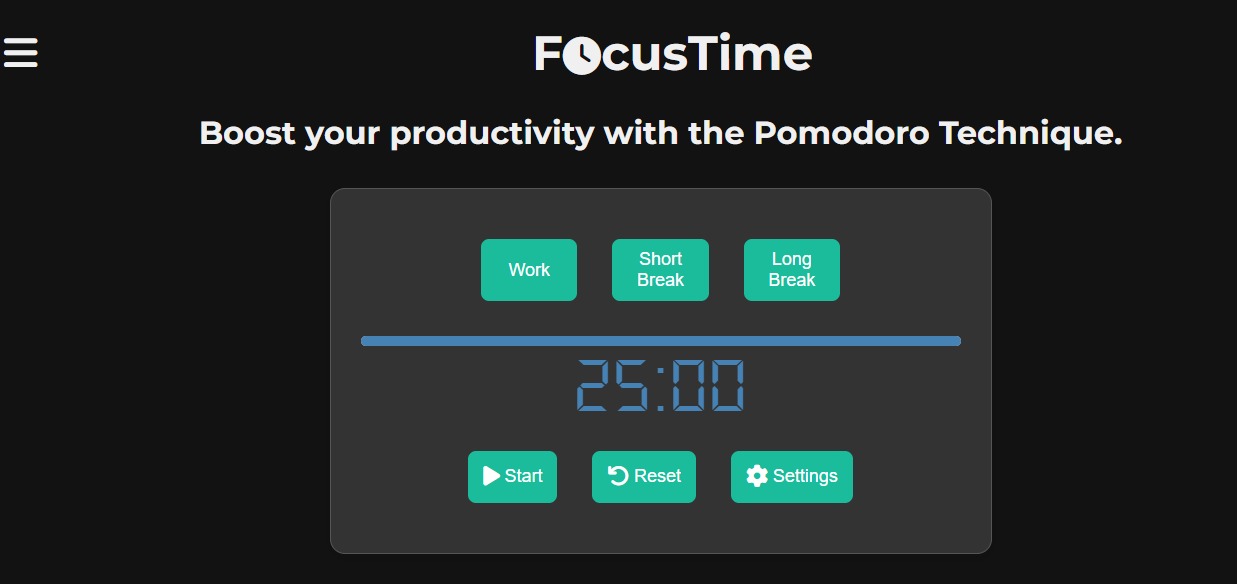 FocusTime
Boost your productivity with the Pomodoro Technique.
Work
Short
Break
Long
Break
25:00
Start
Reset
Settings